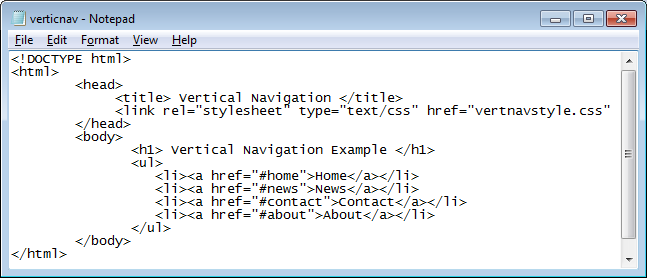 verticnav - Notepad
File Edit Format View Help
<!DOCTYPE html>
<html>
<head>
<title> Vertical Navigation </title>
<link rel="stylesheet" type="text/css" href="vertnavstyle.css"
</head>
<body>
<h1> Vertical Navigation Example </h1>
<ul>
<li><a href="#home">Home</a></li>
<li><a href="#news">News</a></li>
<li><a href="#contact">Contact</a></li>
<li><a href="#about">About</a></li>
</ul>
</body>
</html>